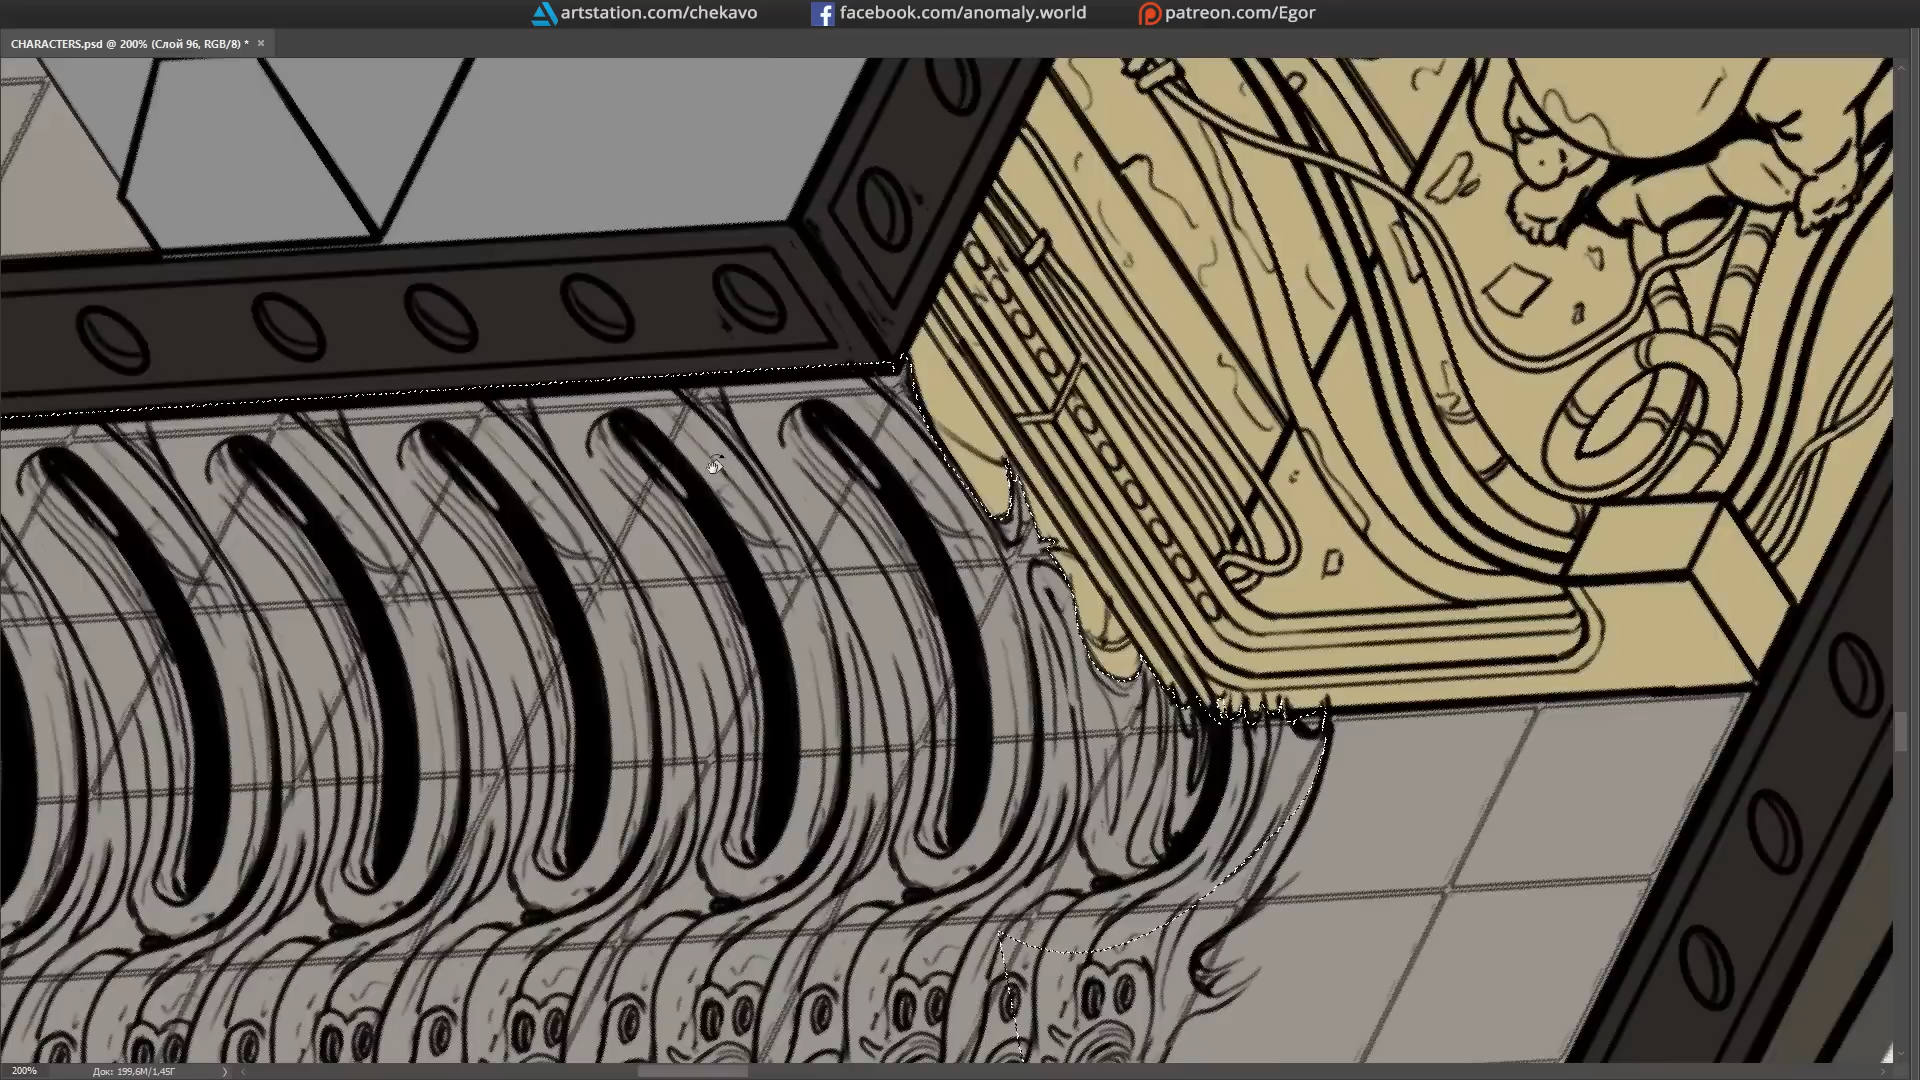 artstation.com/chekavo
facebook.com/anomaly.world
patreon.com/Egor
CHARACTERS.psd @ 200% (Слой 96, RGB/8) *
200%
Док: 199,6M/1,45Г